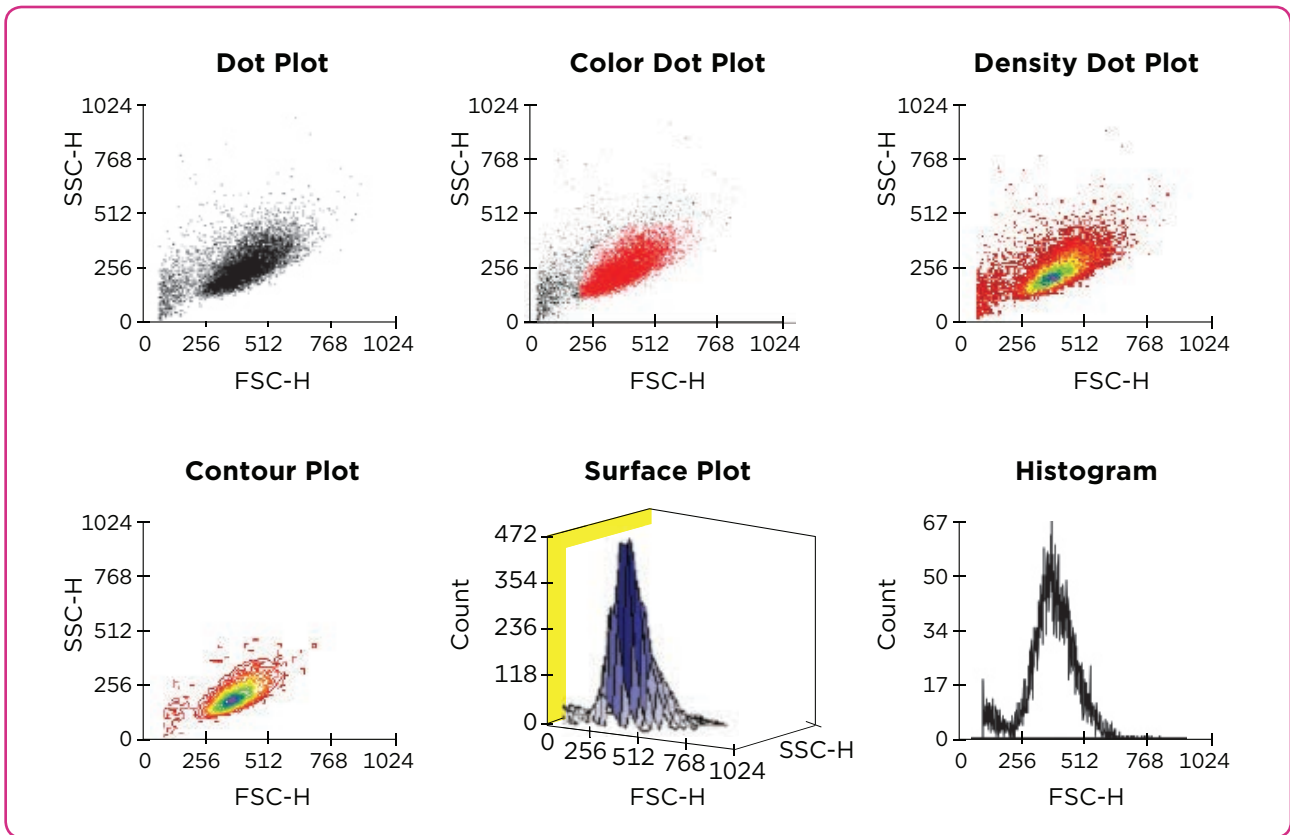 Dot Plot
1024
768
512
256
0
SSC-H
0 256 512 768 1024
FSC-H
Color Dot Plot
1024
768
512
256
0
SSC-H
0 256 512 768 1024
FSC-H
Density Dot Plot
1024
768
512
256
0
SSC-H
0 256 512 768 1024
FSC-H
Contour Plot
1024
768
512
256
0
SSC-H
0 256 512 768 1024
FSC-H
Surface Plot
472
354
236
118
0
Count
0 256 512 768 1024
SSC-H
FSC-H
Histogram
67
50
34
17
0
Count
0 256 512 768 1024
FSC-H